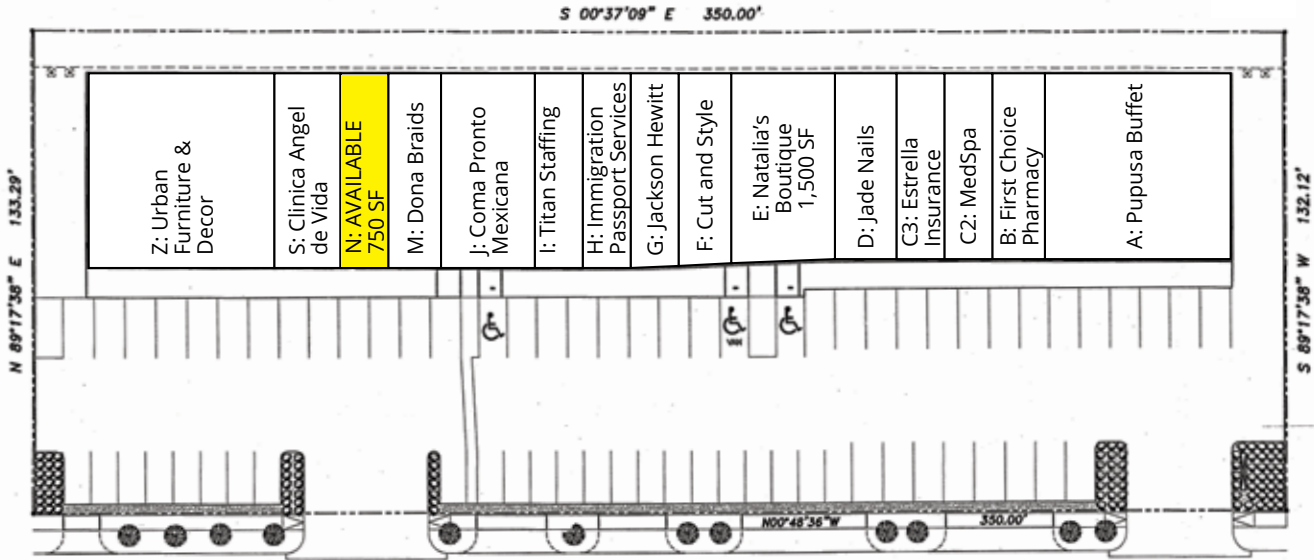 S 00°37'09" E 350.00'
N 89°17'38" E 133.29'
Z: Urban
Furniture &
Decor
S: Clinica Angel
de Vida
N: AVAILABLE
750 SF
M: Dona Braids
J: Coma Pronto
Mexicana
I: Titan Staffing
H: Immigration
Passport Services
G: Jackson Hewitt
F: Cut and Style
E: Natalia's
Boutique
1,500 SF
D: Jade Nails
C3: Estrella
Insurance
C2: MedSpa
B: First Choice
Pharmacy
A: Pupusa Buffet
S 89°17'38" W 132.12'
VAN
N00°48'36"W 350.00'